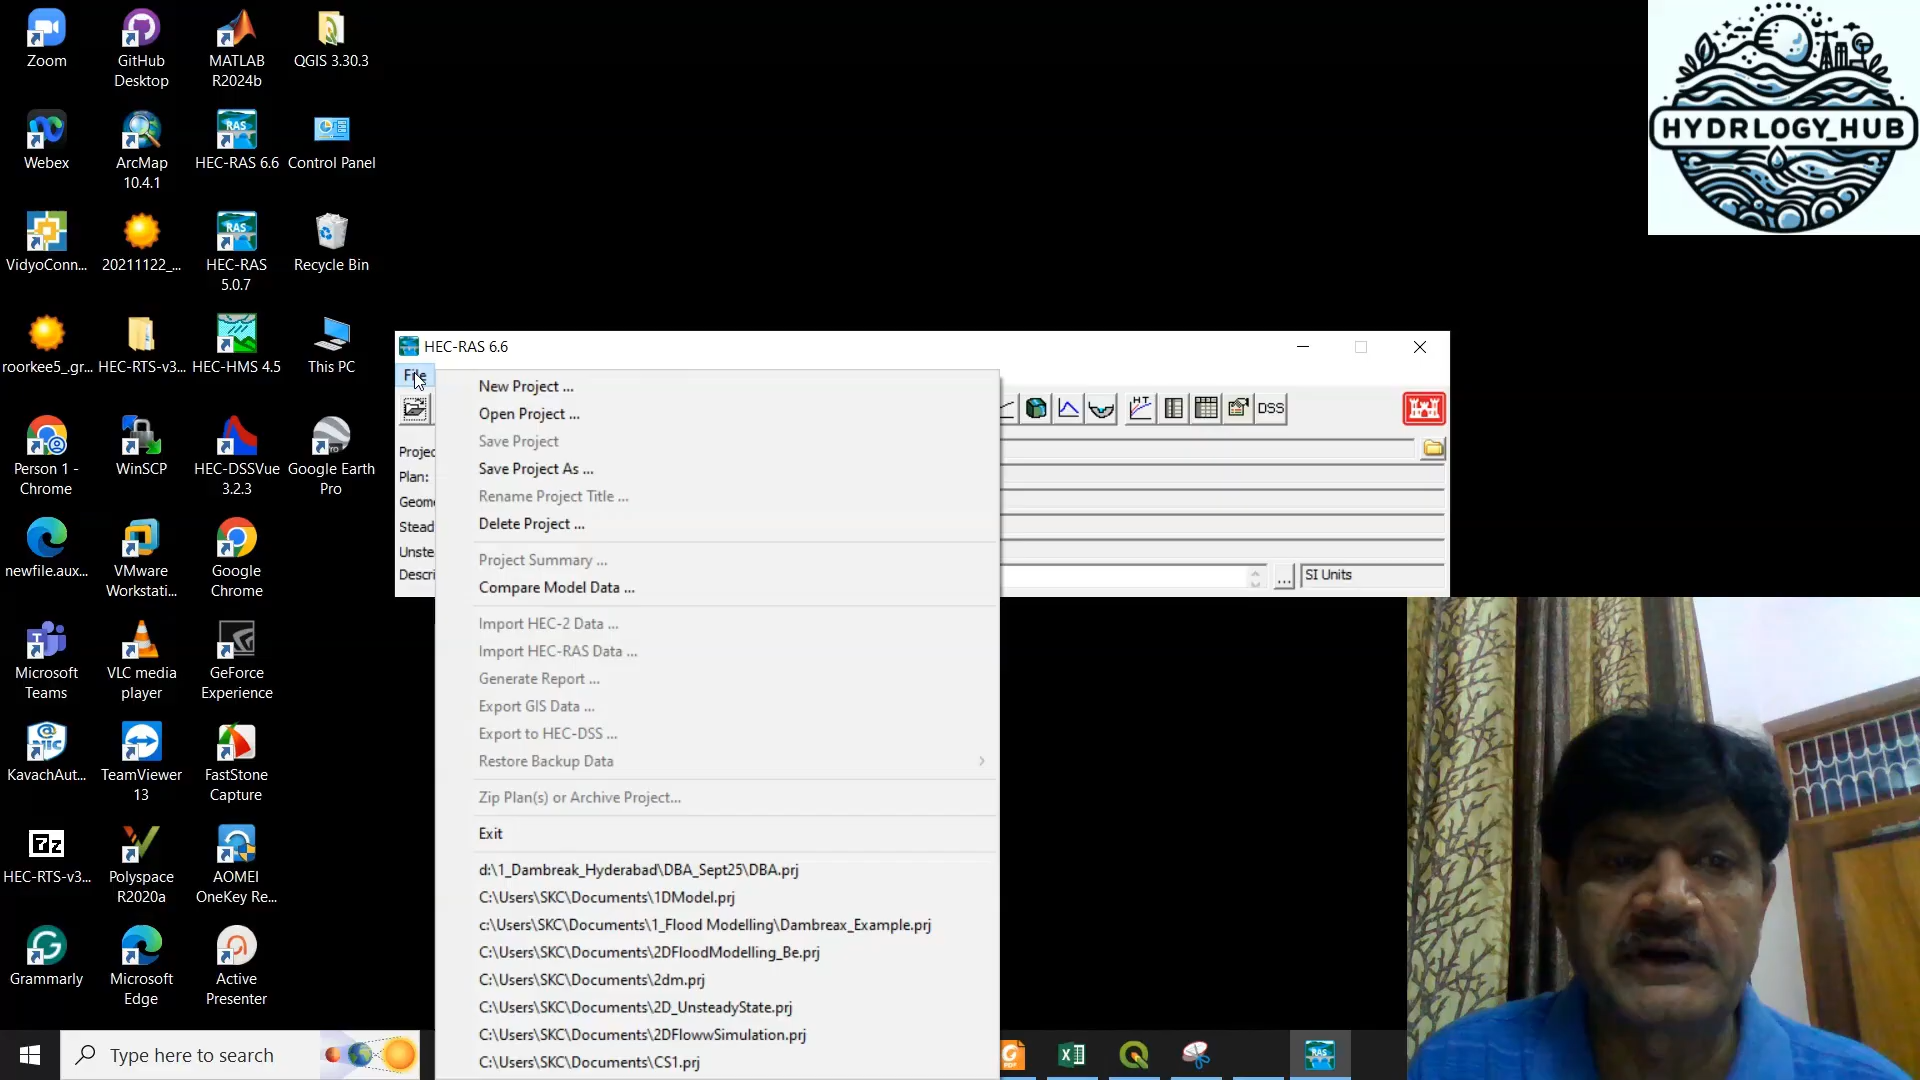 Zoom
GitHub
Desktop
MATLAB
R2024b
QGIS 3.30.3
Webex
ArcMap
10.4.1
HEC-RAS 6.6
Control Panel
VidyoConn...
20211122_...
HEC-RAS
5.0.7
Recycle Bin
roorkee5_.gr...
HEC-RTS-v3...
HEC-HMS 4.5
This PC
Person 1 -
Chrome
WinSCP
HEC-DSSVue
3.2.3
Google Earth
Pro
newfile.aux...
VMware
Workstati...
Google
Chrome
Microsoft
Teams
VLC media
player
GeForce
Experience
KavachAut...
TeamViewer
13
FastStone
Capture
HEC-RTS-v3...
Polyspace
R2020a
AOMEI
OneKey Re...
Grammarly
Microsoft
Edge
Active
Presenter
HYDRLOGY_HUB
HEC-RAS 6.6
File
DSS
Projec
Plan:
Geome
Stead
Unste
Descri
... SI Units
New Project ...
Open Project ...
Save Project
Save Project As ...
Rename Project Title ...
Delete Project ...
Project Summary ...
Compare Model Data ...
Import HEC-2 Data ...
Import HEC-RAS Data ...
Generate Report ...
Export GIS Data ...
Export to HEC-DSS ...
Restore Backup Data
Zip Plan(s) or Archive Project...
Exit
d:\1_Dambreak_Hyderabad\DBA_Sept25\DBA.prj
C:\Users\SKC\Documents\1DModel.prj
c:\Users\SKC\Documents\1_Flood Modelling\Dambreax_Example.prj
C:\Users\SKC\Documents\2DFloodModelling_Be.prj
C:\Users\SKC\Documents\2dm.prj
C:\Users\SKC\Documents\2D_UnsteadyState.prj
C:\Users\SKC\Documents\2DFlowwSimulation.prj
C:\Users\SKC\Documents\CS1.prj
Type here to search